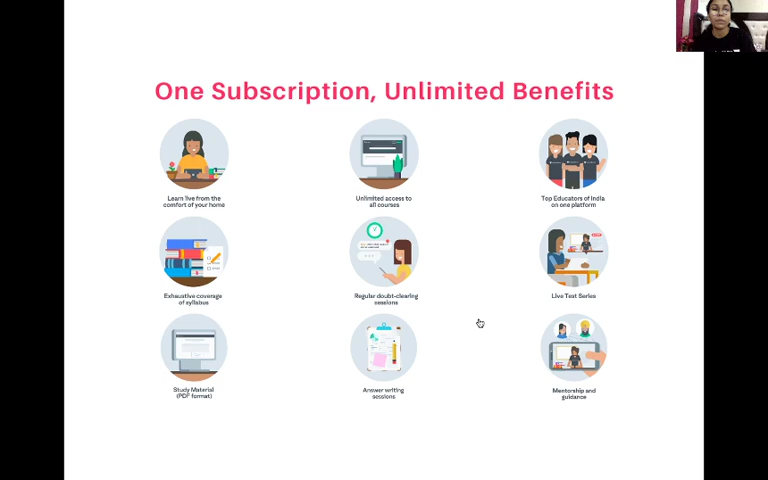 One Subscription, Unlimited Benefits
Learn live from the
comfort of your home
Unlimited access to
all courses
Top Educators of India
on one platform
Exhaustive coverage
of syllabus
Regular doubt-clearing
sessions
Live Test Series
Study Material
(PDF format)
Answer writing
sessions
Mentorship and
guidance